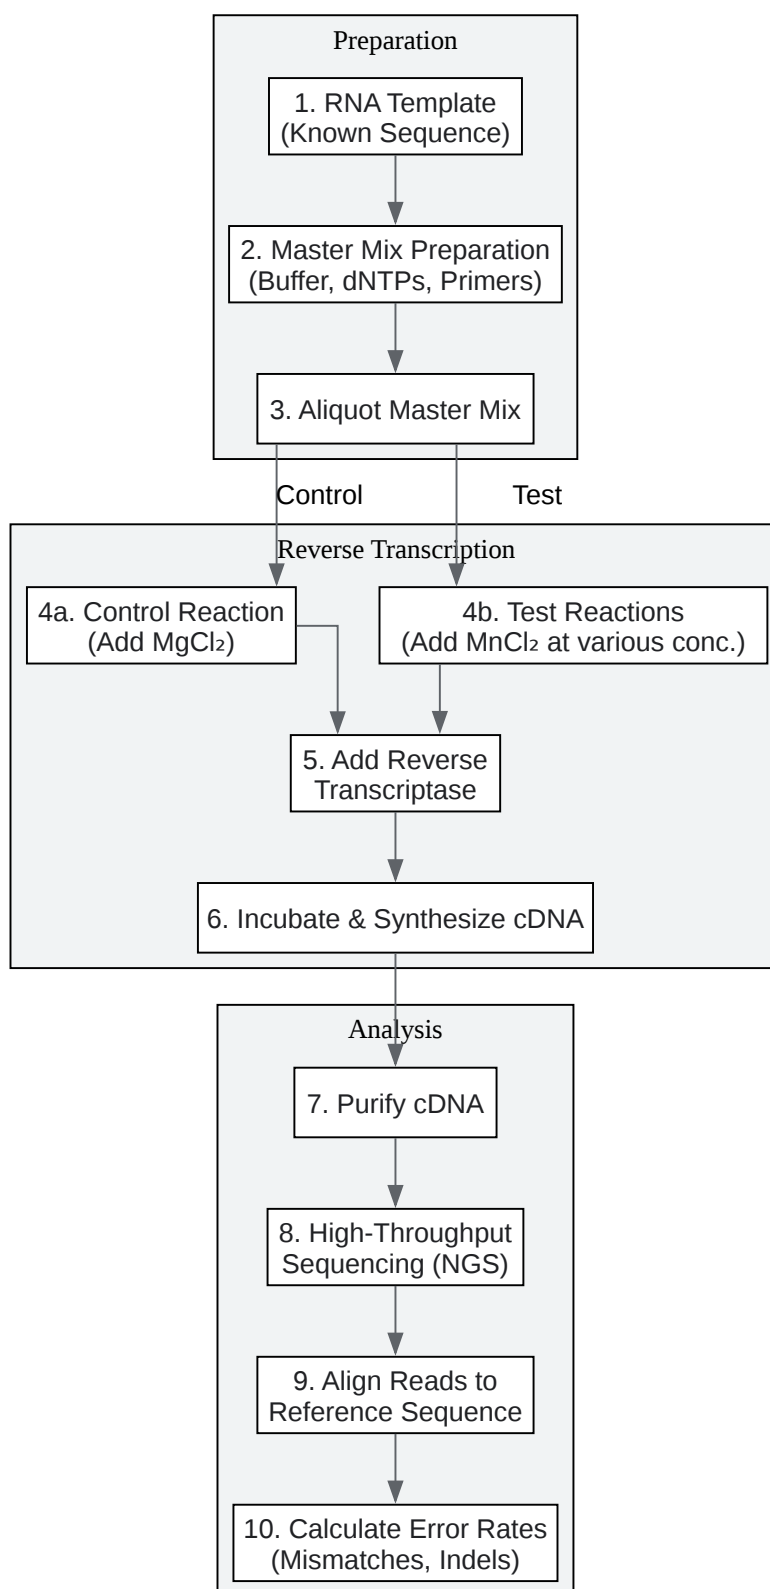 Preparation
1. RNA Template
(Known Sequence)
2. Master Mix Preparation
(Buffer, dNTPs, Primers)
3. Aliquot Master Mix
Control
Test
Reverse Transcription
4a. Control Reaction
(Add MgCl₂)
4b. Test Reactions
(Add MnCl₂ at various conc.)
5. Add Reverse
Transcriptase
6. Incubate & Synthesize cDNA
Analysis
7. Purify cDNA
8. High-Throughput
Sequencing (NGS)
9. Align Reads to
Reference Sequence
10. Calculate Error Rates
(Mismatches, Indels)